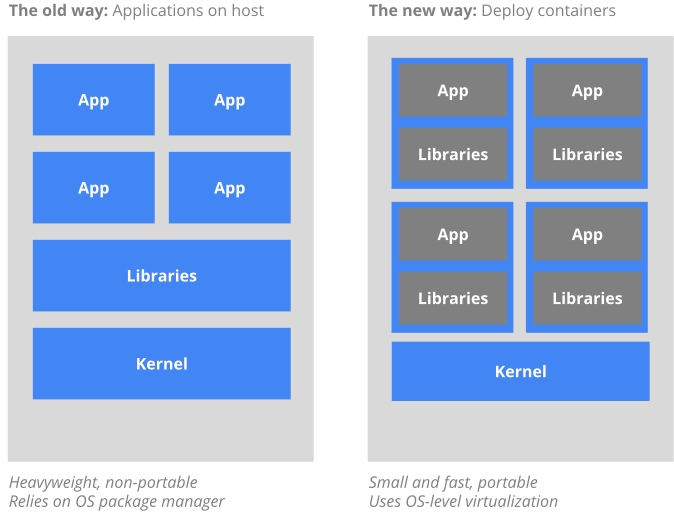 The old way: Applications on host
App
App
App
App
Libraries
Kernel
Heavyweight, non-portable
Relies on OS package manager
The new way: Deploy containers
App
Libraries
App
Libraries
App
Libraries
App
Libraries
Kernel
Small and fast, portable
Uses OS-level virtualization